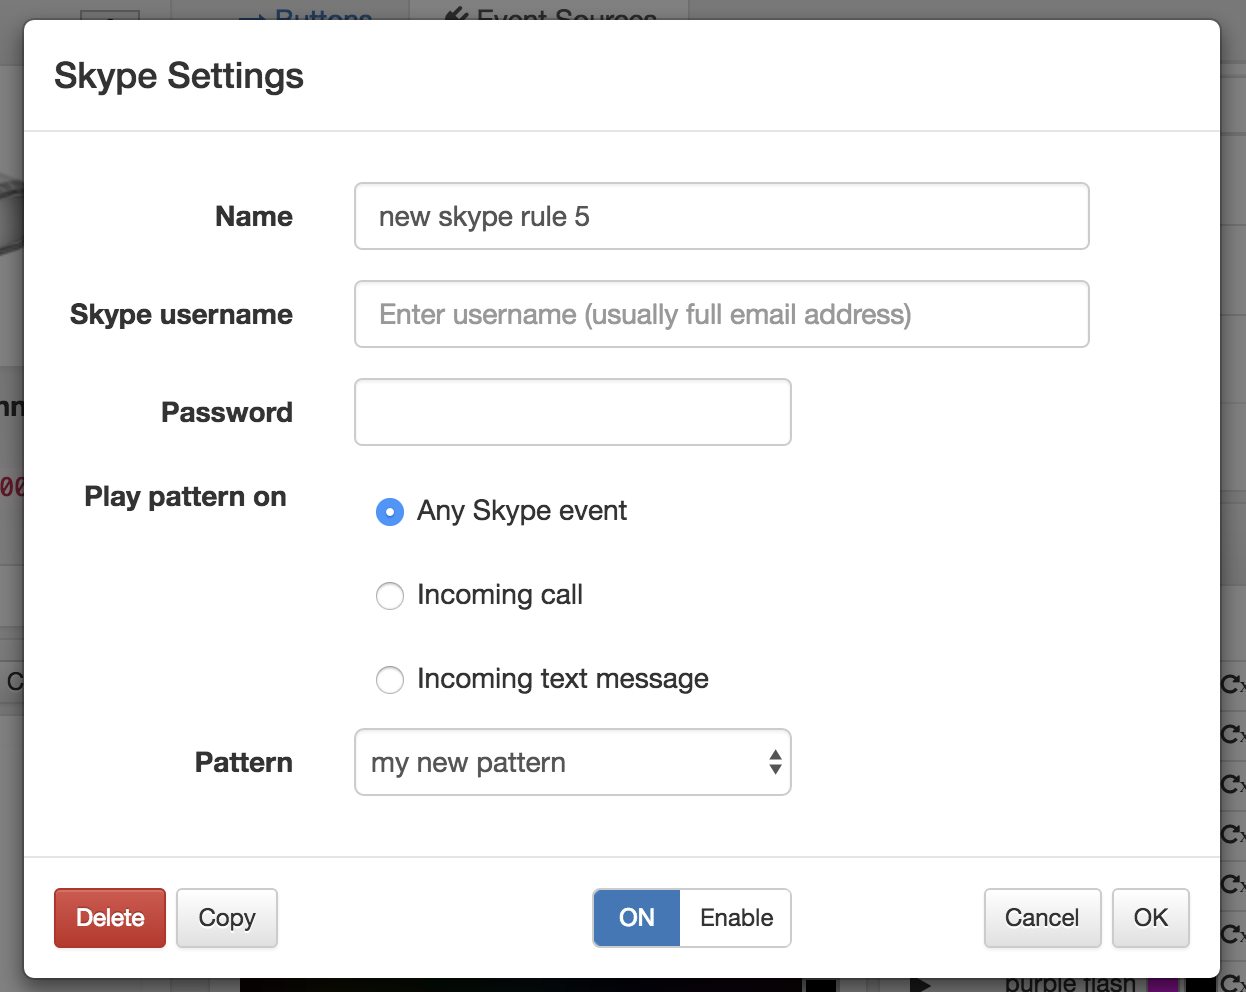 Buttons Event Sources
Skype Settings
Name new skype rule 5
Skype username Enter username (usually full email address)
Password
Play pattern on Any Skype event
Incoming call
Incoming text message
Pattern my new pattern
Delete Copy ON Enable Cancel OK
purple flash